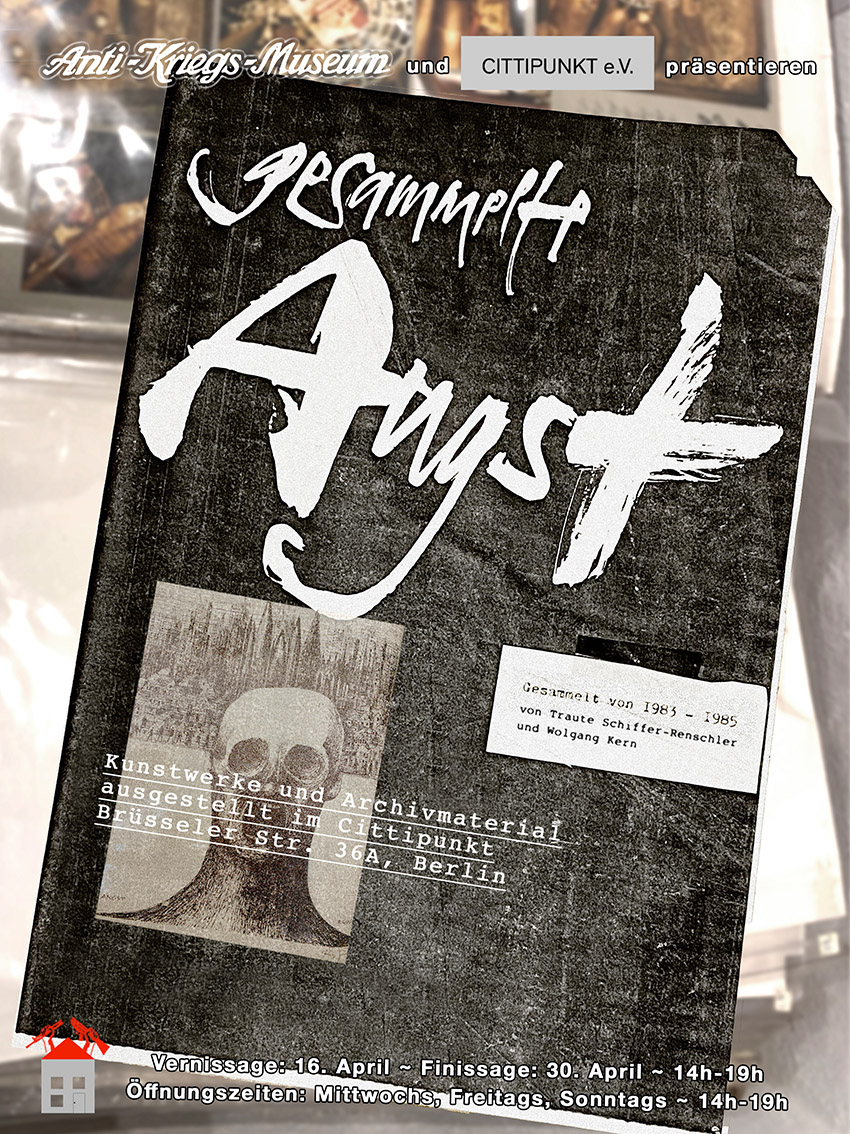 Anti-Kriegs-Museum und CITTIPUNKT e.V. präsentieren
gesammelte
Angst
Gesammelt von 1983 - 1985
von Traute Schiffer-Renschler
und Wolgang Kern
Kunstwerke und Archivmaterial
ausgestellt im Cittipunkt
Brüsseler Str. 36A, Berlin
Vernissage: 16. April ~ Finissage: 30. April ~ 14h-19h
Öffnungszeiten: Mittwochs, Freitags, Sonntags ~ 14h-19h